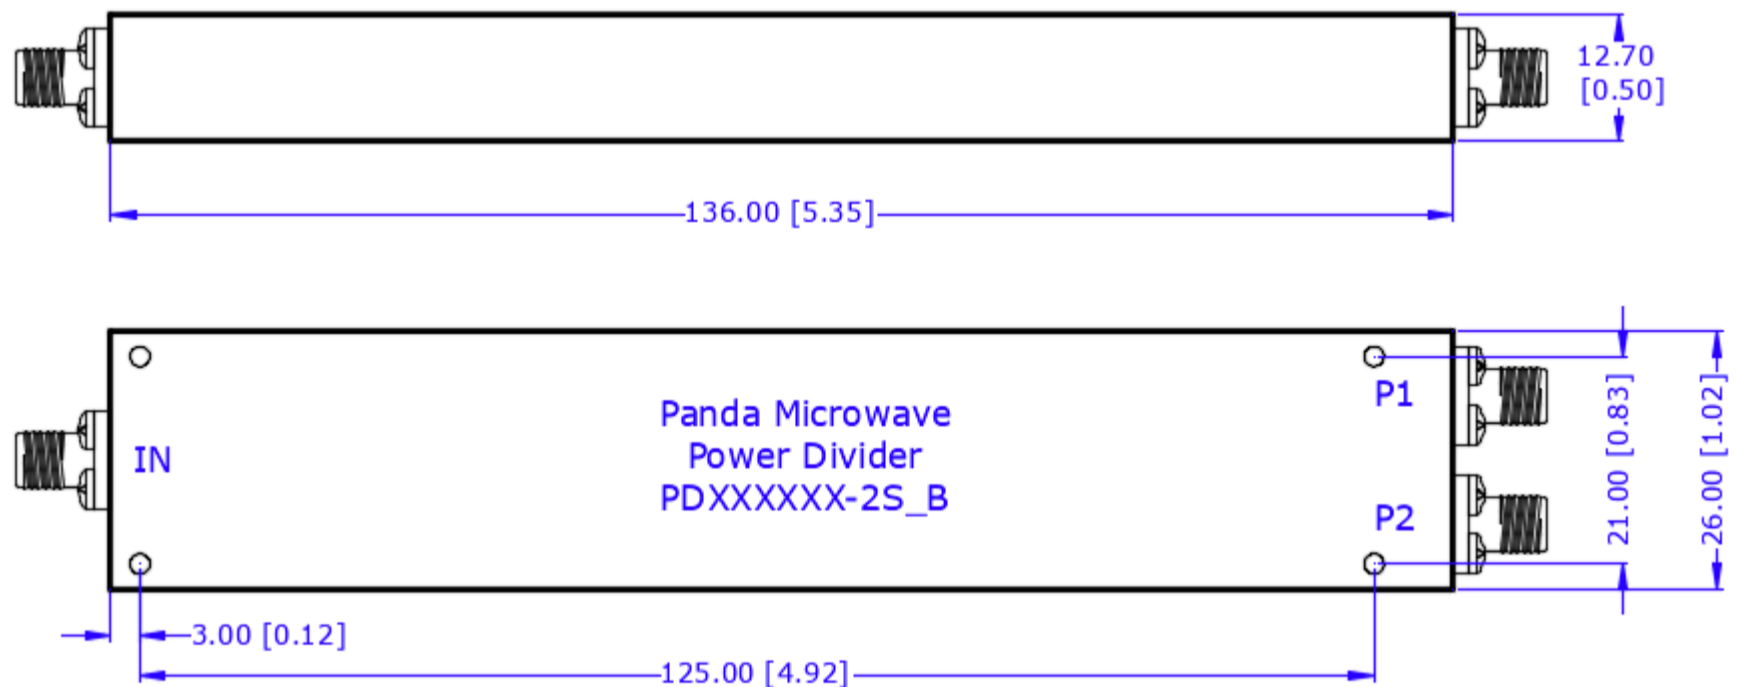 12.70
[0.50]
136.00 [5.35]
Panda Microwave
Power Divider
PDXXXXXX-2S_B
IN
P1
P2
21.00 [0.83]
26.00 [1.02]
3.00 [0.12]
125.00 [4.92]